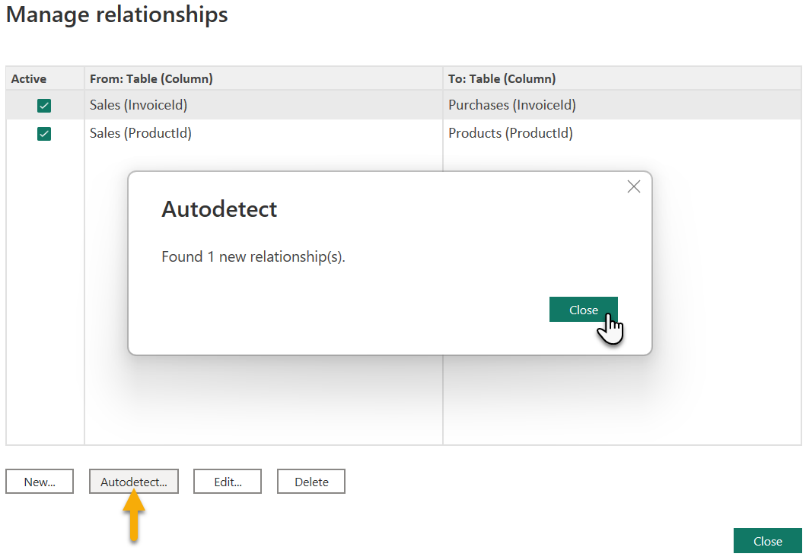 Manage relationships
Active From: Table (Column) To: Table (Column)
Sales (InvoiceId) Purchases (InvoiceId)
Sales (ProductId) Products (ProductId)
Autodetect
Found 1 new relationship(s).
Close
New... Autodetect... Edit... Delete
Close